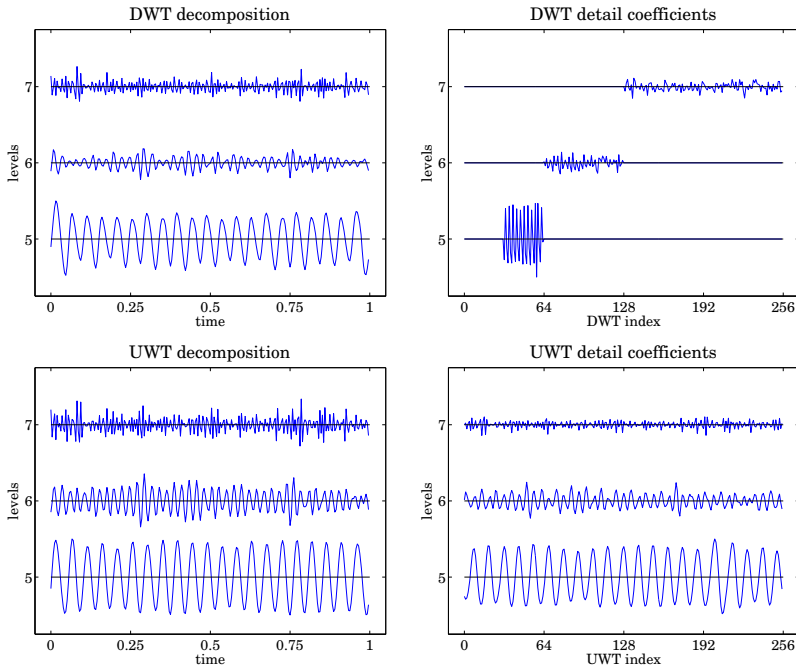 DWT decomposition
7
6
5
levels
0 0.25 0.5 0.75 1
time
DWT detail coefficients
7
6
5
levels
0 64 128 192 256
DWT index
UWT decomposition
7
6
5
levels
0 0.25 0.5 0.75 1
time
UWT detail coefficients
7
6
5
levels
0 64 128 192 256
UWT index